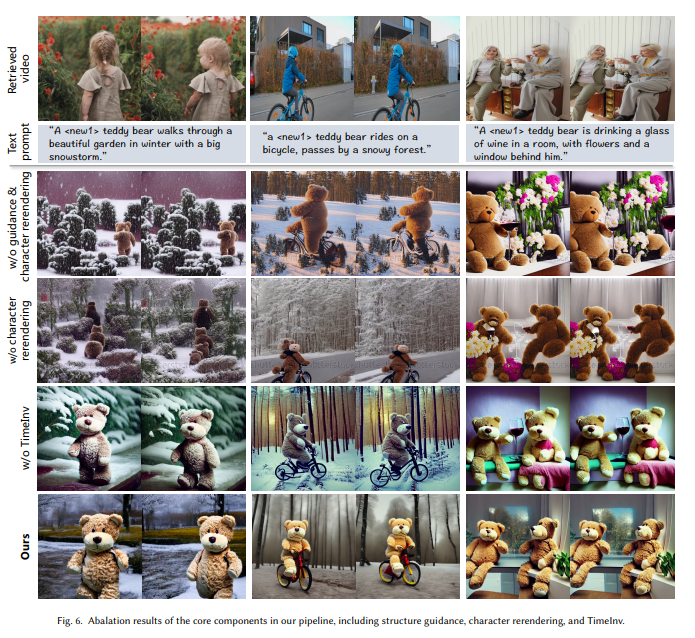 Retrieved
video
Text
prompt
"A <new1> teddy bear walks through a
beautiful garden in winter with a big
snowstorm."
"a <new1> teddy bear rides on a
bicycle, passes by a snowy forest."
"A <new1> teddy bear is drinking a glass
of wine in a room, with flowers and a
window behind him."
w/o guidance &
character rerendering
w/o character
rerendering
w/o TimeInv
Ours
Fig. 6. Abalation results of the core components in our pipeline, including structure guidance, character rerendering, and TimeInv.